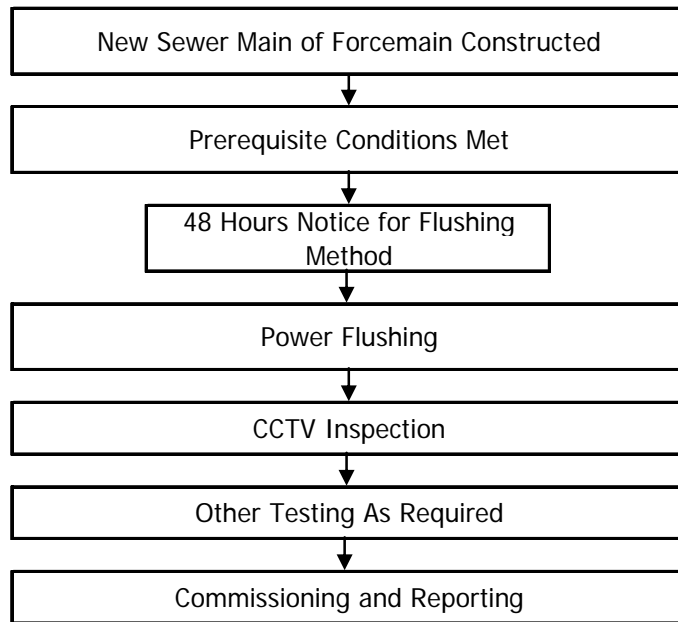 New Sewer Main of Forcemain Constructed
Prerequisite Conditions Met
48 Hours Notice for Flushing
Method
Power Flushing
CCTV Inspection
Other Testing As Required
Commissioning and Reporting